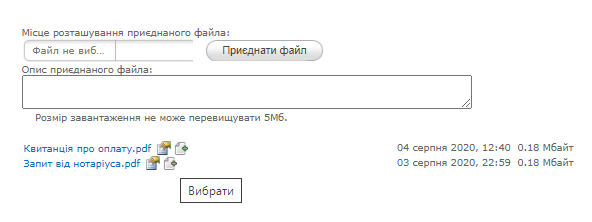 Місце розташування приєднаного файла:
Файл не виб... Приєднати файл
Опис приєднаного файла:
Розмір завантаження не може перевищувати 5Мб.
Квитанція про оплату.pdf 04 серпня 2020, 12:40 0.18 Мбайт
Запит від нотаріуса.pdf 03 серпня 2020, 22:59 0.18 Мбайт
Вибрати